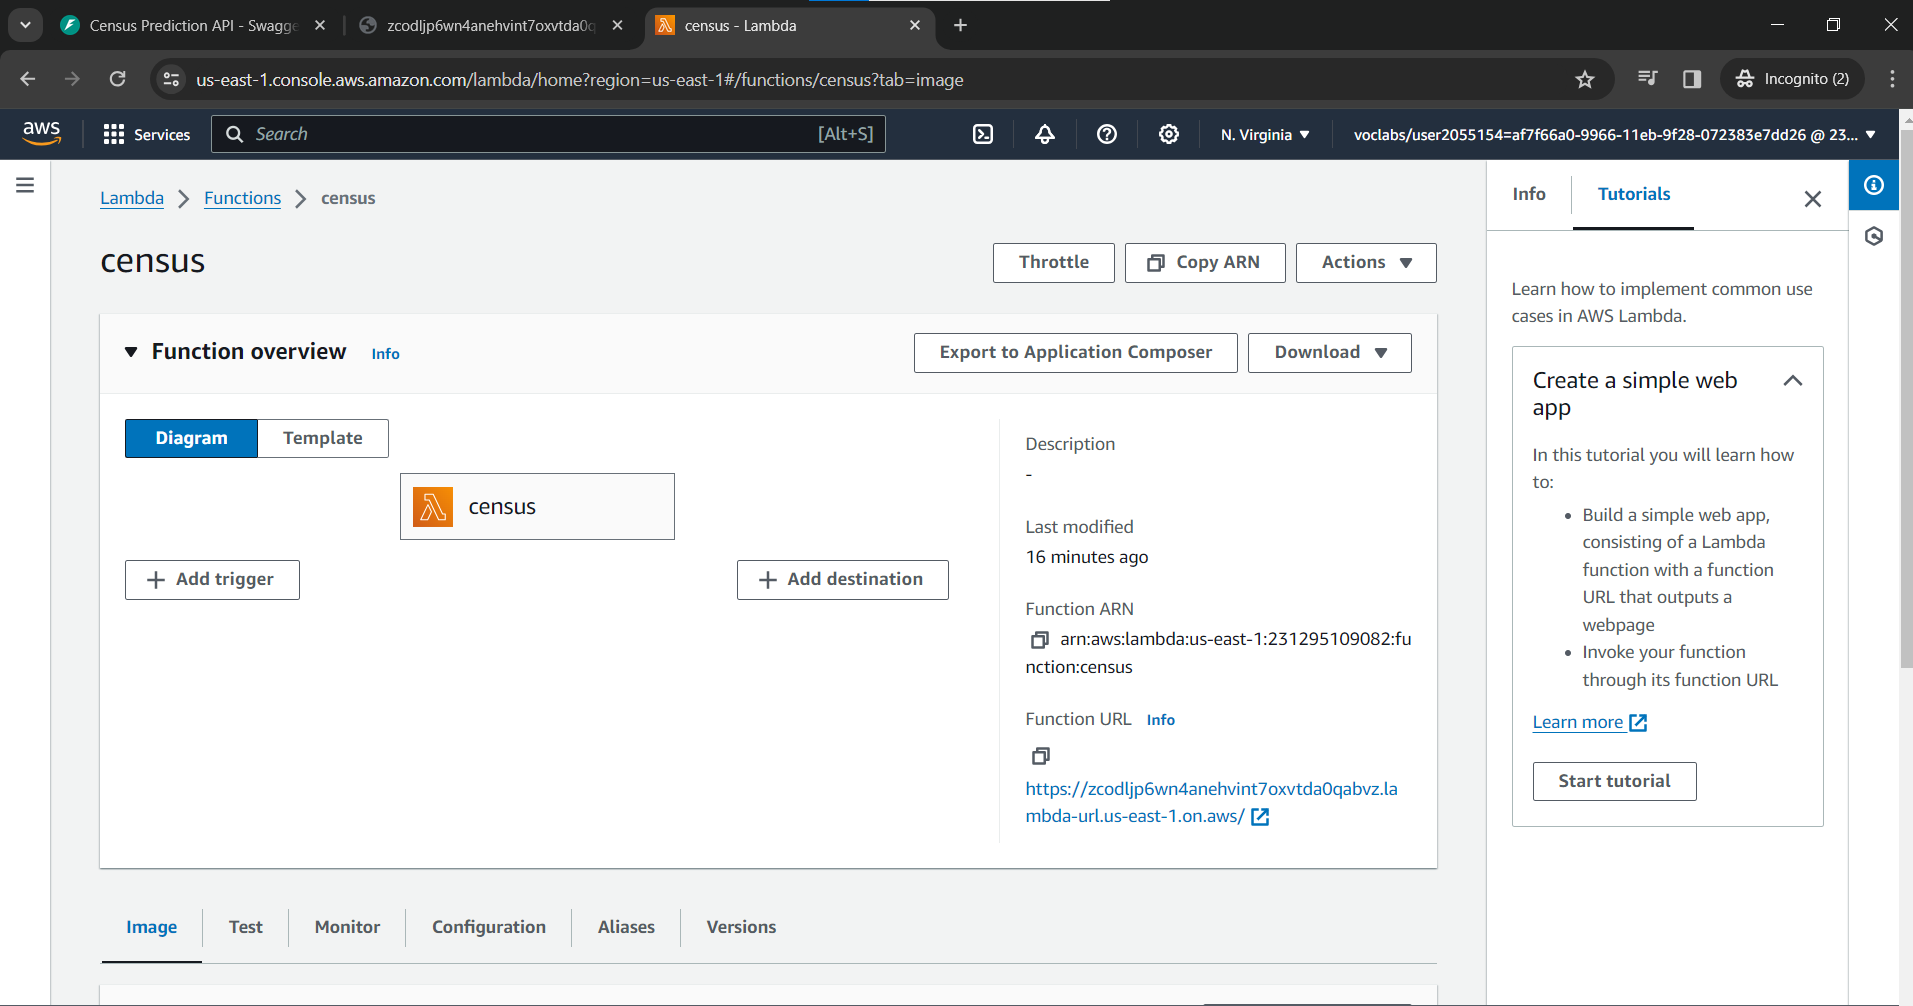 Census Prediction API - Swagge
zcodljp6wn4anehvint7oxvtda0q
census - Lambda
us-east-1.console.aws.amazon.com/lambda/home?region=us-east-1#/functions/census?tab=image
Incognito (2)
aws
Services
Search
[Alt+S]
N. Virginia
voclabs/user2055154=af7f66a0-9966-11eb-9f28-072383e7dd26 @ 23...
Lambda
Functions
census
census
Throttle
Copy ARN
Actions
Function overview
Info
Export to Application Composer
Download
Diagram
Template
census
Add trigger
Add destination
Description
-
Last modified
16 minutes ago
Function ARN
arn:aws:lambda:us-east-1:231295109082:fu
nction:census
Function URL
Info
https://zcodljp6wn4anehvint7oxvtda0qabvz.la
mbda-url.us-east-1.on.aws/
Image
Test
Monitor
Configuration
Aliases
Versions
Info
Tutorials
Learn how to implement common use
cases in AWS Lambda.
Create a simple web
app
In this tutorial you will learn how
to:
• Build a simple web app,
consisting of a Lambda
function with a function
URL that outputs a
webpage
• Invoke your function
through its function URL
Learn more
Start tutorial